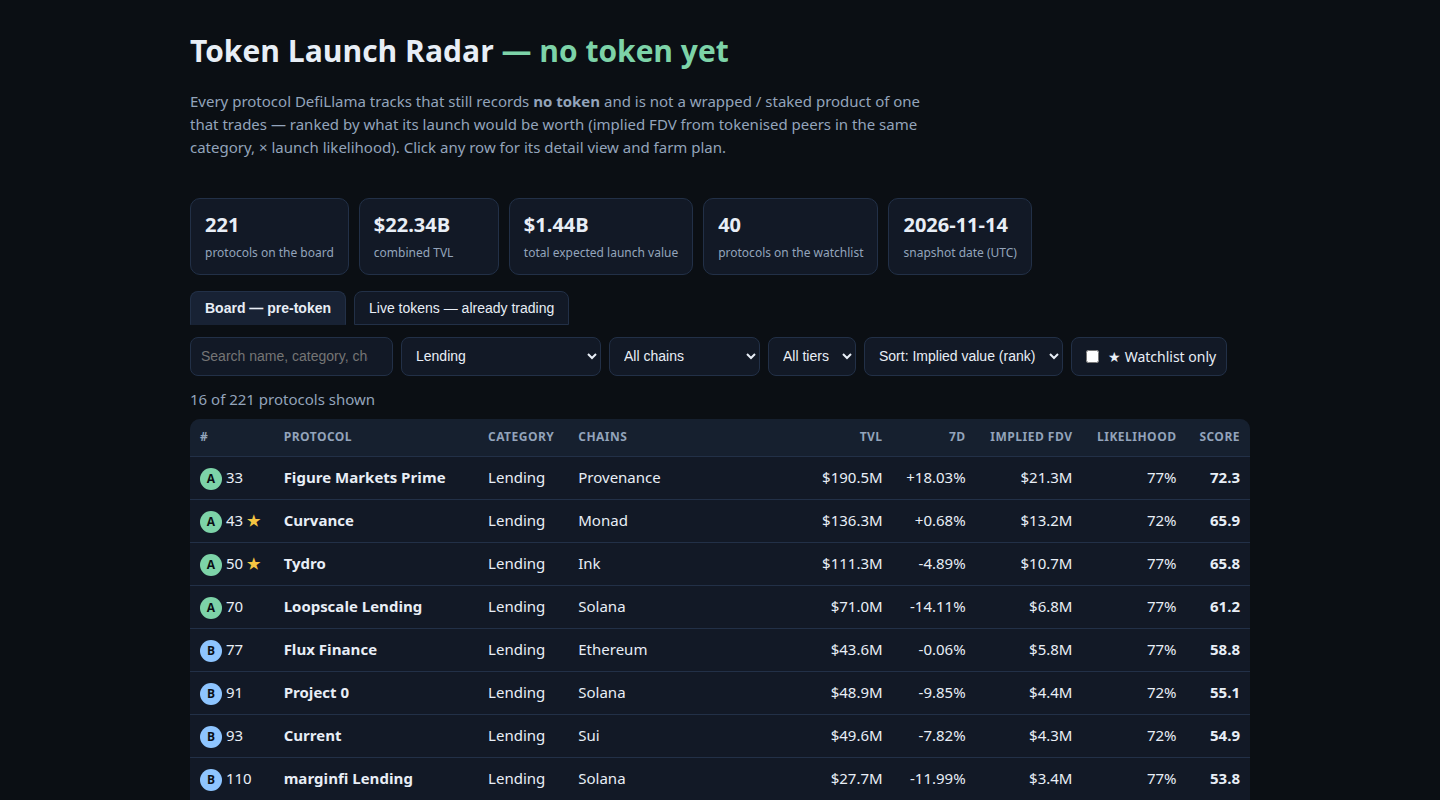 Token Launch Radar — no token yet
Every protocol DefiLlama tracks that still records no token and is not a wrapped / staked product of one
that trades — ranked by what its launch would be worth (implied FDV from tokenised peers in the same
category, × launch likelihood). Click any row for its detail view and farm plan.
221 $22.34B $1.44B 40 2026-11-14
protocols on the board combined TVL total expected launch value protocols on the watchlist snapshot date (UTC)
Board — pre-token Live tokens — already trading
Search name, category, ch Lending All chains All tiers Sort: Implied value (rank) ★ Watchlist only
16 of 221 protocols shown
# PROTOCOL CATEGORY CHAINS TVL 7D IMPLIED FDV LIKELIHOOD SCORE
A 33 Figure Markets Prime Lending Provenance $190.5M +18.03% $21.3M 77% 72.3
A 43 ★ Curvance Lending Monad $136.3M +0.68% $13.2M 72% 65.9
A 50 ★ Tydro Lending Ink $111.3M -4.89% $10.7M 77% 65.8
A 70 Loopscale Lending Lending Solana $71.0M -14.11% $6.8M 77% 61.2
B 77 Flux Finance Lending Ethereum $43.6M -0.06% $5.8M 77% 58.8
B 91 Project 0 Lending Solana $48.9M -9.85% $4.4M 72% 55.1
B 93 Current Lending Sui $49.6M -7.82% $4.3M 72% 54.9
B 110 marginfi Lending Lending Solana $27.7M -11.99% $3.4M 77% 53.8